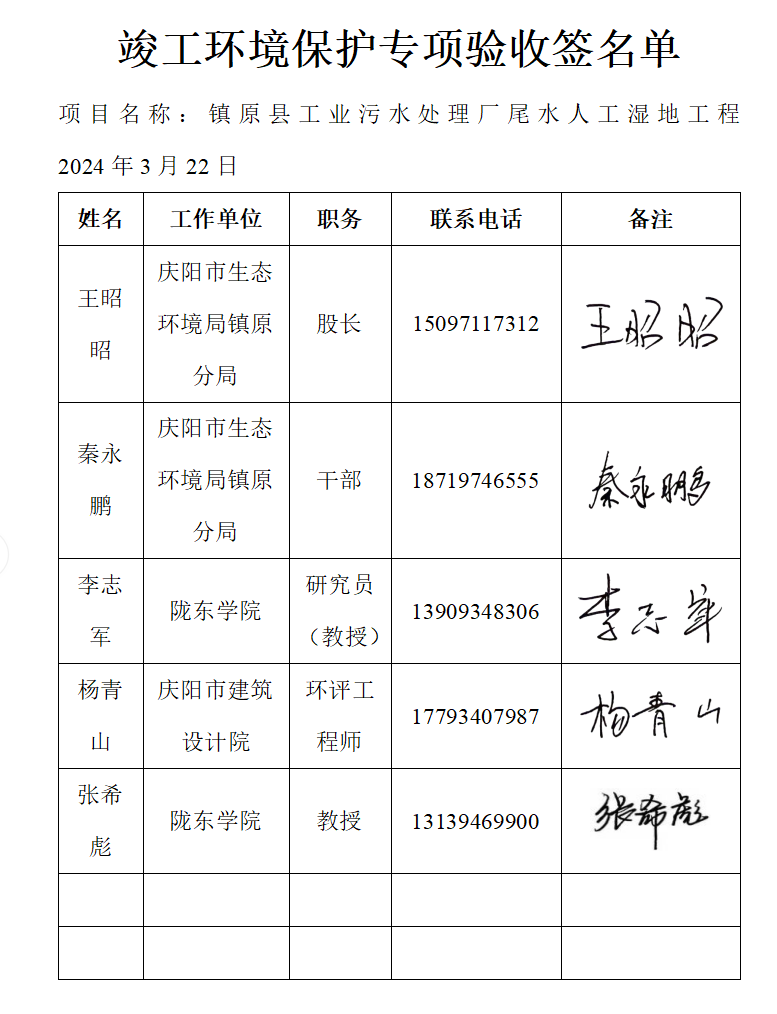 竣工环境保护专项验收签名单
项目名称：镇原县工业污水处理厂尾水人工湿地工程
2024年3月22日
姓名 工作单位 职务 联系电话 备注
王昭
昭
庆阳市生态
环境局镇原
分局
股长
15097117312
王昭昭
秦永
鹏
庆阳市生态
环境局镇原
分局
干部
18719746555
秦永鹏
李志
军
陇东学院
研究员
（教授）
13909348306
李志军
杨青
山
庆阳市建筑
设计院
环评工
程师
17793407987
杨青山
张希
彪
陇东学院
教授
13139469900
张希彪